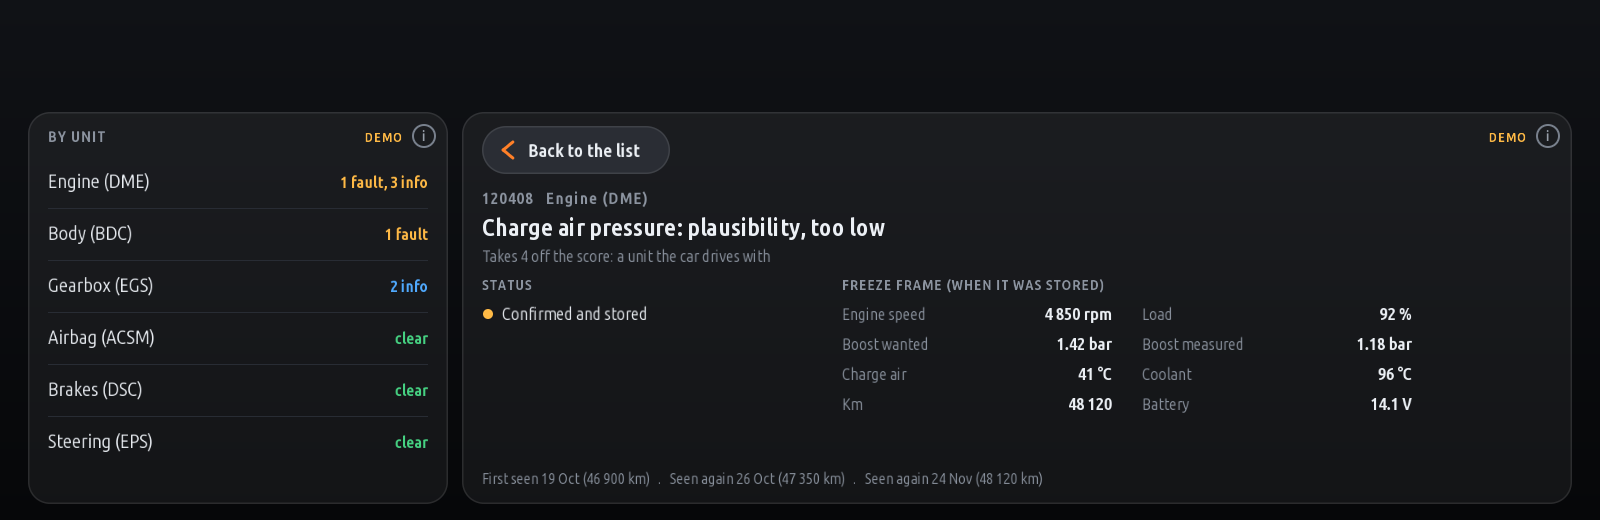 BY UNIT
DEMO i
Engine (DME) 1 fault, 3 info
Body (BDC) 1 fault
Gearbox (EGS) 2 info
Airbag (ACSM) clear
Brakes (DSC) clear
Steering (EPS) clear
Back to the list
DEMO i
120408 Engine (DME)
Charge air pressure: plausibility, too low
Takes 4 off the score: a unit the car drives with
STATUS
Confirmed and stored
FREEZE FRAME (WHEN IT WAS STORED)
Engine speed 4 850 rpm Load 92 %
Boost wanted 1.42 bar Boost measured 1.18 bar
Charge air 41 °C Coolant 96 °C
Km 48 120 Battery 14.1 V
First seen 19 Oct (46 900 km) . Seen again 26 Oct (47 350 km) . Seen again 24 Nov (48 120 km)